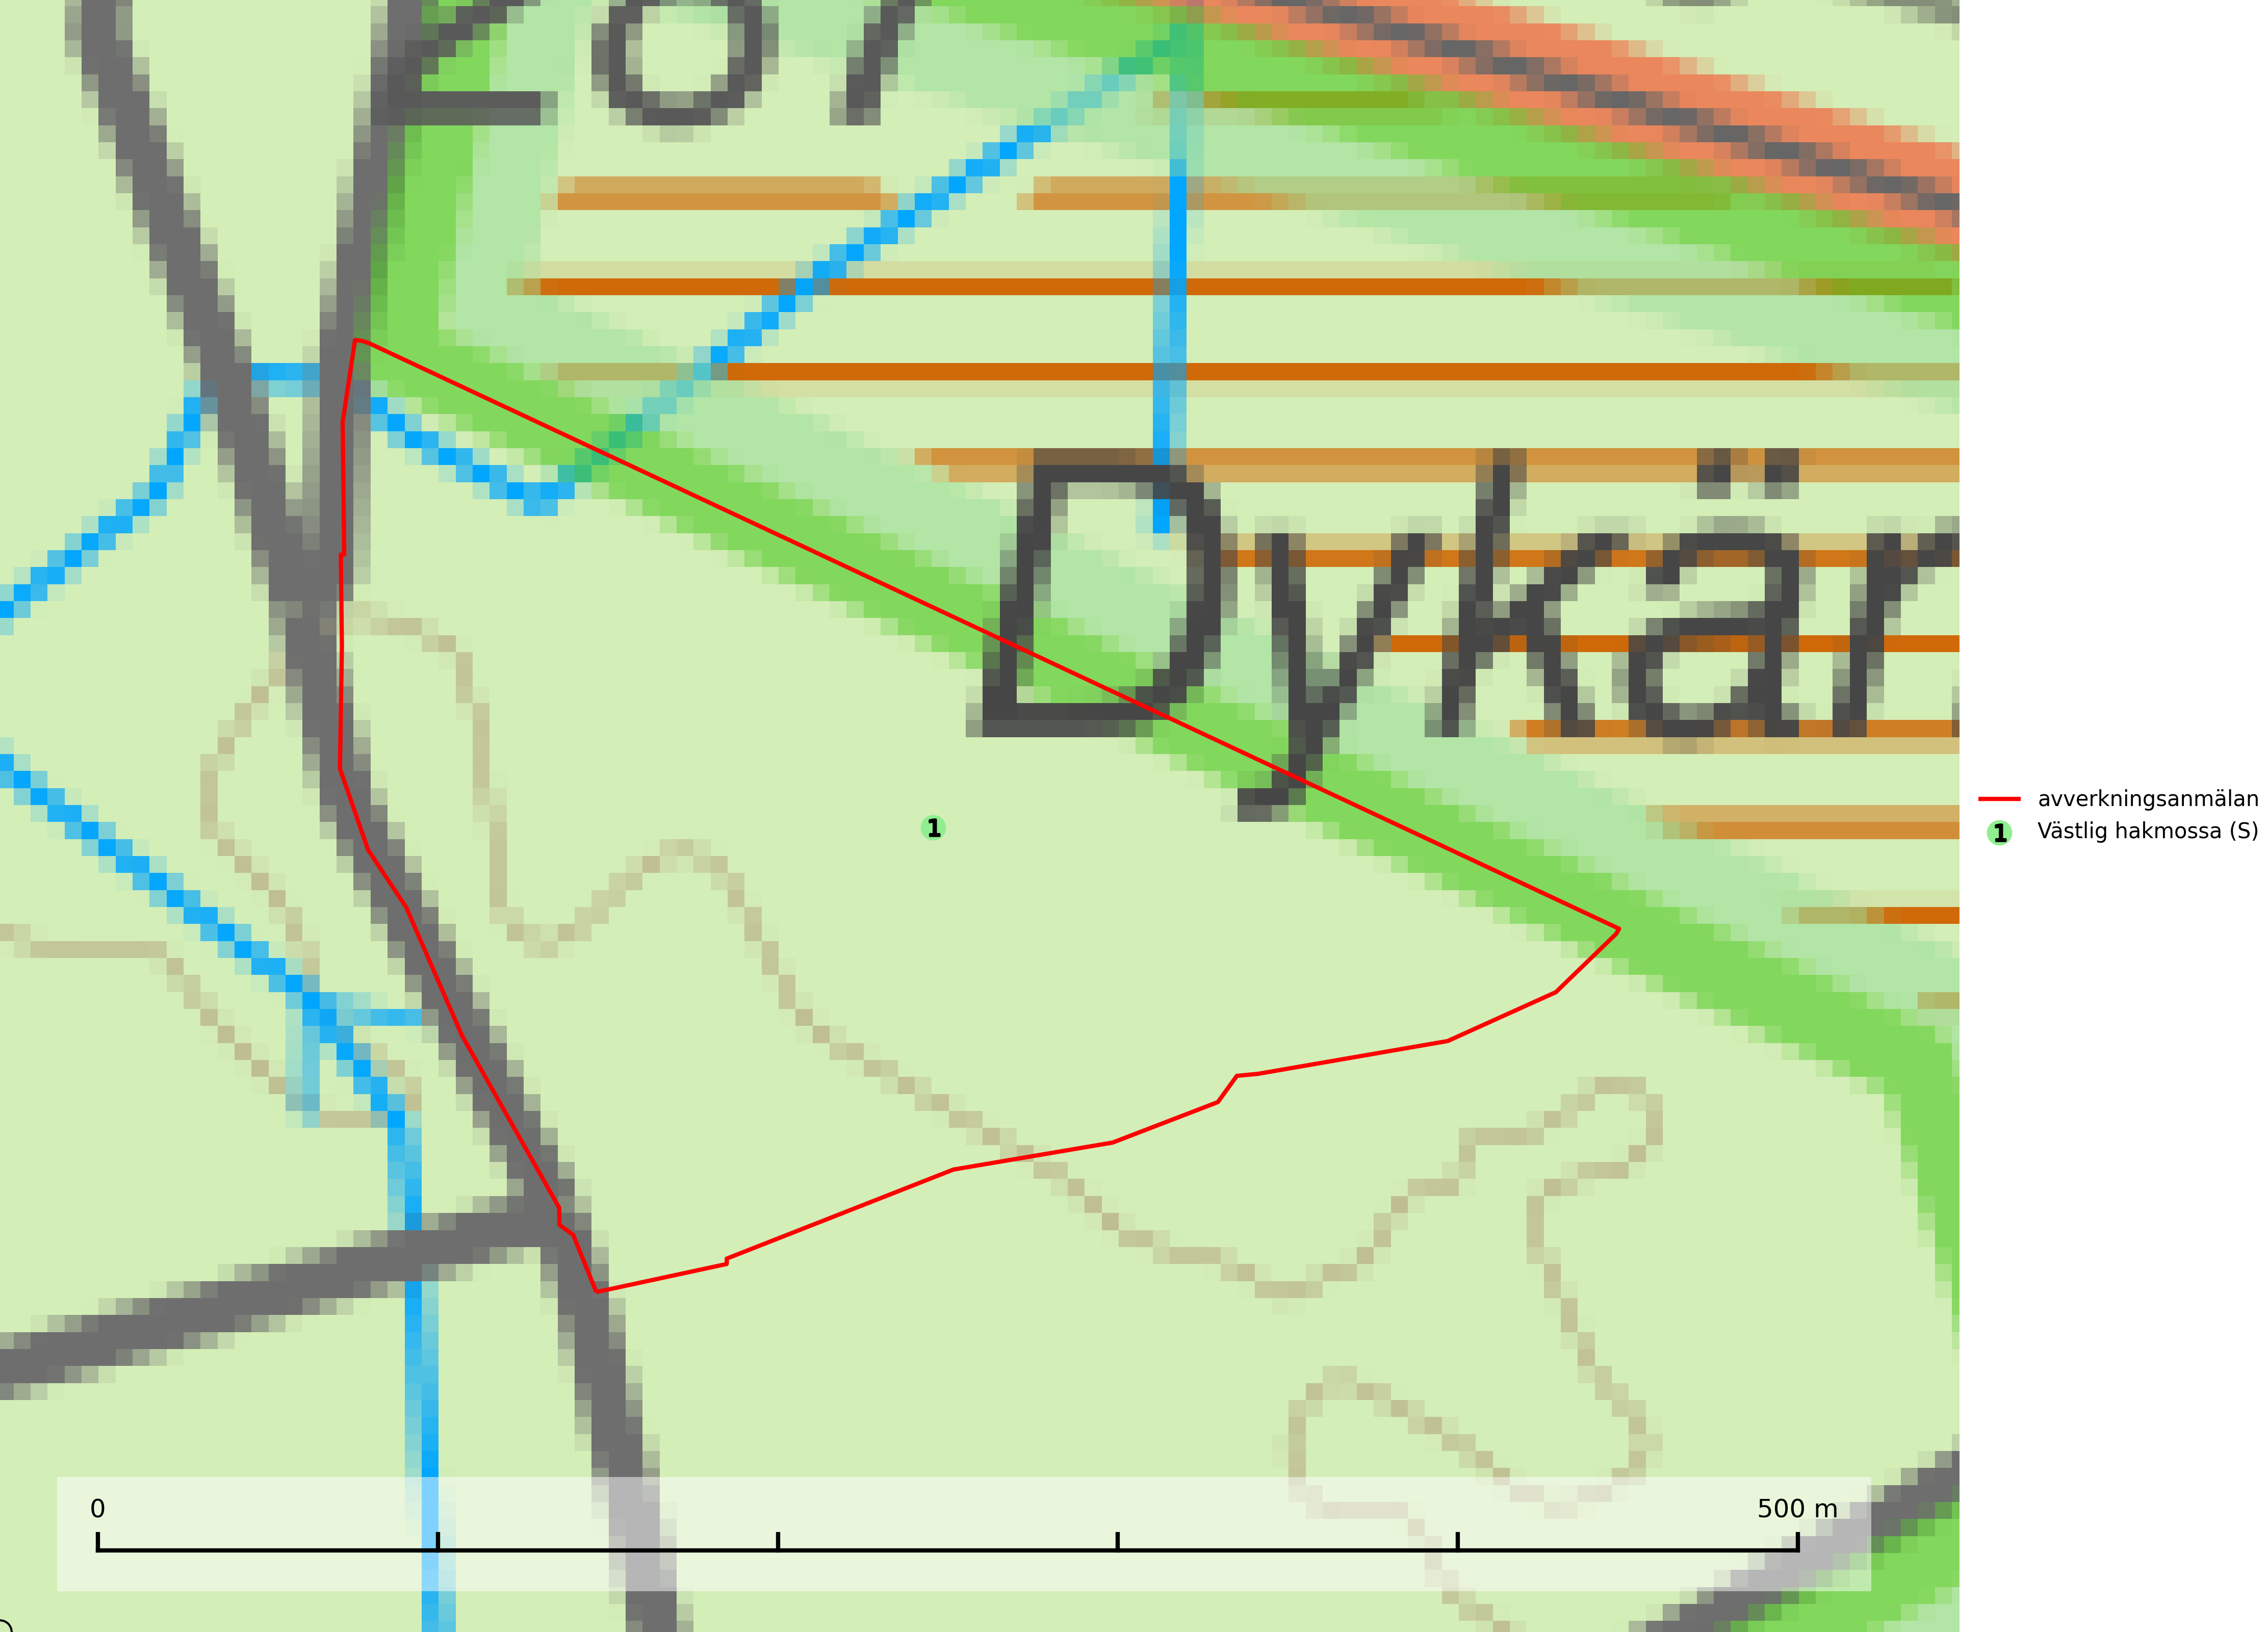 Dykär
1
avverkningsanmälan
1 Västlig hakmossa (S)
0 500 m